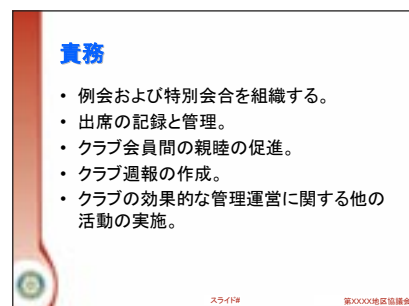 責務
• 例会および特別会合を組織する。
• 出席の記録と管理。
• クラブ会員間の親睦の促進。
• クラブ週報の作成。
• クラブの効果的な管理運営に関する他の
活動の実施。
スライド#
第XXXX地区協議会